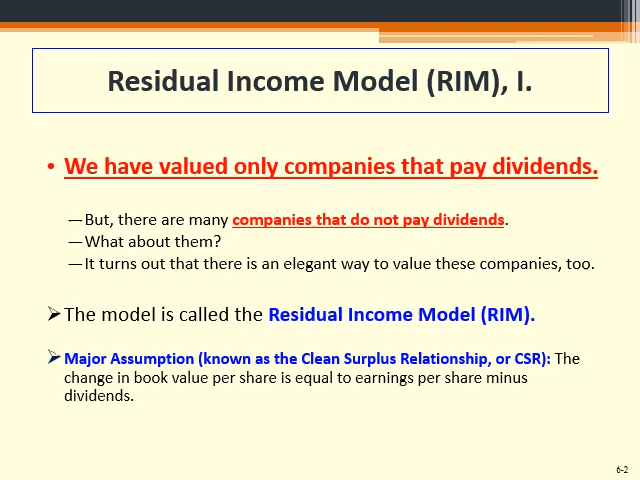 Residual Income Model (RIM), I.
• We have valued only companies that pay dividends.
—But, there are many companies that do not pay dividends.
—What about them?
—It turns out that there is an elegant way to value these companies, too.
➢The model is called the Residual Income Model (RIM).
➢Major Assumption (known as the Clean Surplus Relationship, or CSR): The
change in book value per share is equal to earnings per share minus
dividends.
6-2